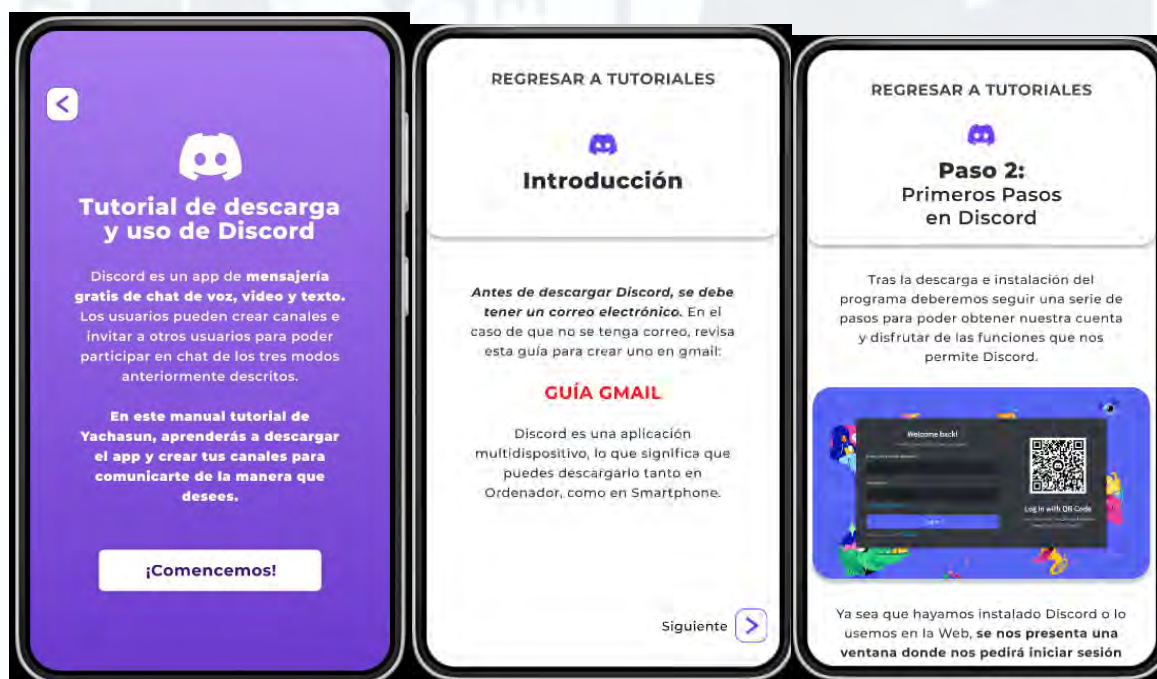 Tutorial de descarga
y uso de Discord
Discord es un app de mensajería
gratis de chat de voz, video y texto.
Los usuarios pueden crear canales e
invitar a otros usuarios para poder
participar en chat de los tres modos
anteriormente descritos.
En este manual tutorial de
Yachasun, aprenderás a descargar
el app y crear tus canales para
comunicarte de la manera que
desees.
¡Comencemos!
REGRESAR A TUTORIALES
Introducción
Antes de descargar Discord, se debe
tener un correo electrónico. En el
caso de que no se tenga correo, revisa
esta guía para crear uno en gmail:
GUÍA GMAIL
Discord es una aplicación
multidispositivo, lo que significa que
puedes descargarlo tanto en
Ordenador, como en Smartphone.
Siguiente
REGRESAR A TUTORIALES
Paso 2:
Primeros Pasos
en Discord
Tras la descarga e instalación del
programa deberemos seguir una serie de
pasos para poder obtener nuestra cuenta
y disfrutar de las funciones que nos
permite Discord.
Welcome back!
Log in with QR Code
Ya sea que hayamos instalado Discord o lo
usemos en la Web, se nos presenta una
ventana donde nos pedirá iniciar sesión